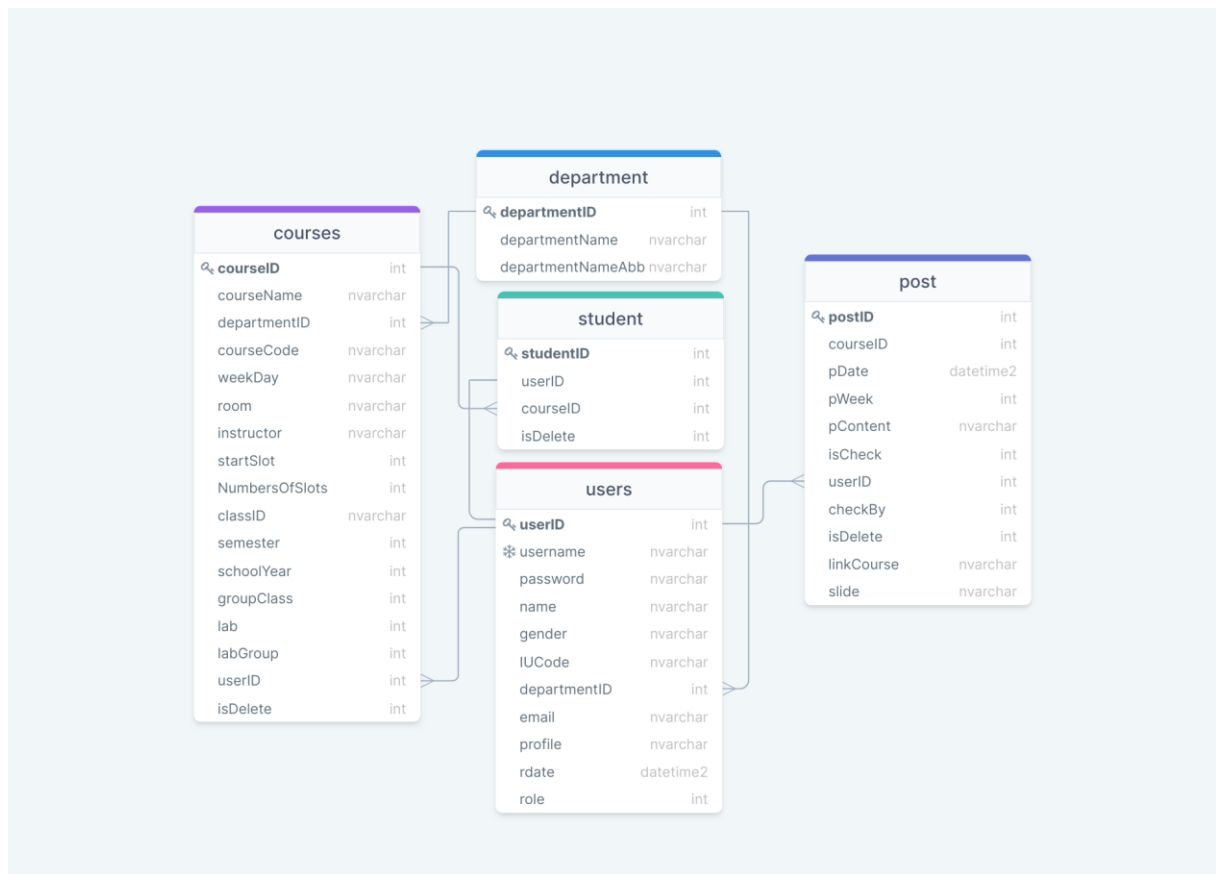 department
departmentID int
departmentName nvarchar
departmentNameAbb nvarchar
courses
courseID int
courseName nvarchar
departmentID int
courseCode nvarchar
weekDay nvarchar
room nvarchar
instructor nvarchar
startSlot int
NumbersOfSlots int
classID nvarchar
semester int
schoolYear int
groupClass int
lab int
labGroup int
userID int
isDelete int
student
studentID int
userID int
courseID int
isDelete int
users
userID int
username nvarchar
password nvarchar
name nvarchar
gender nvarchar
IUCode nvarchar
departmentID int
email nvarchar
profile nvarchar
rdate datetime2
role int
post
postID int
courseID int
pDate datetime2
pWeek int
pContent nvarchar
isCheck int
userID int
checkBy int
isDelete int
linkCourse nvarchar
slide nvarchar